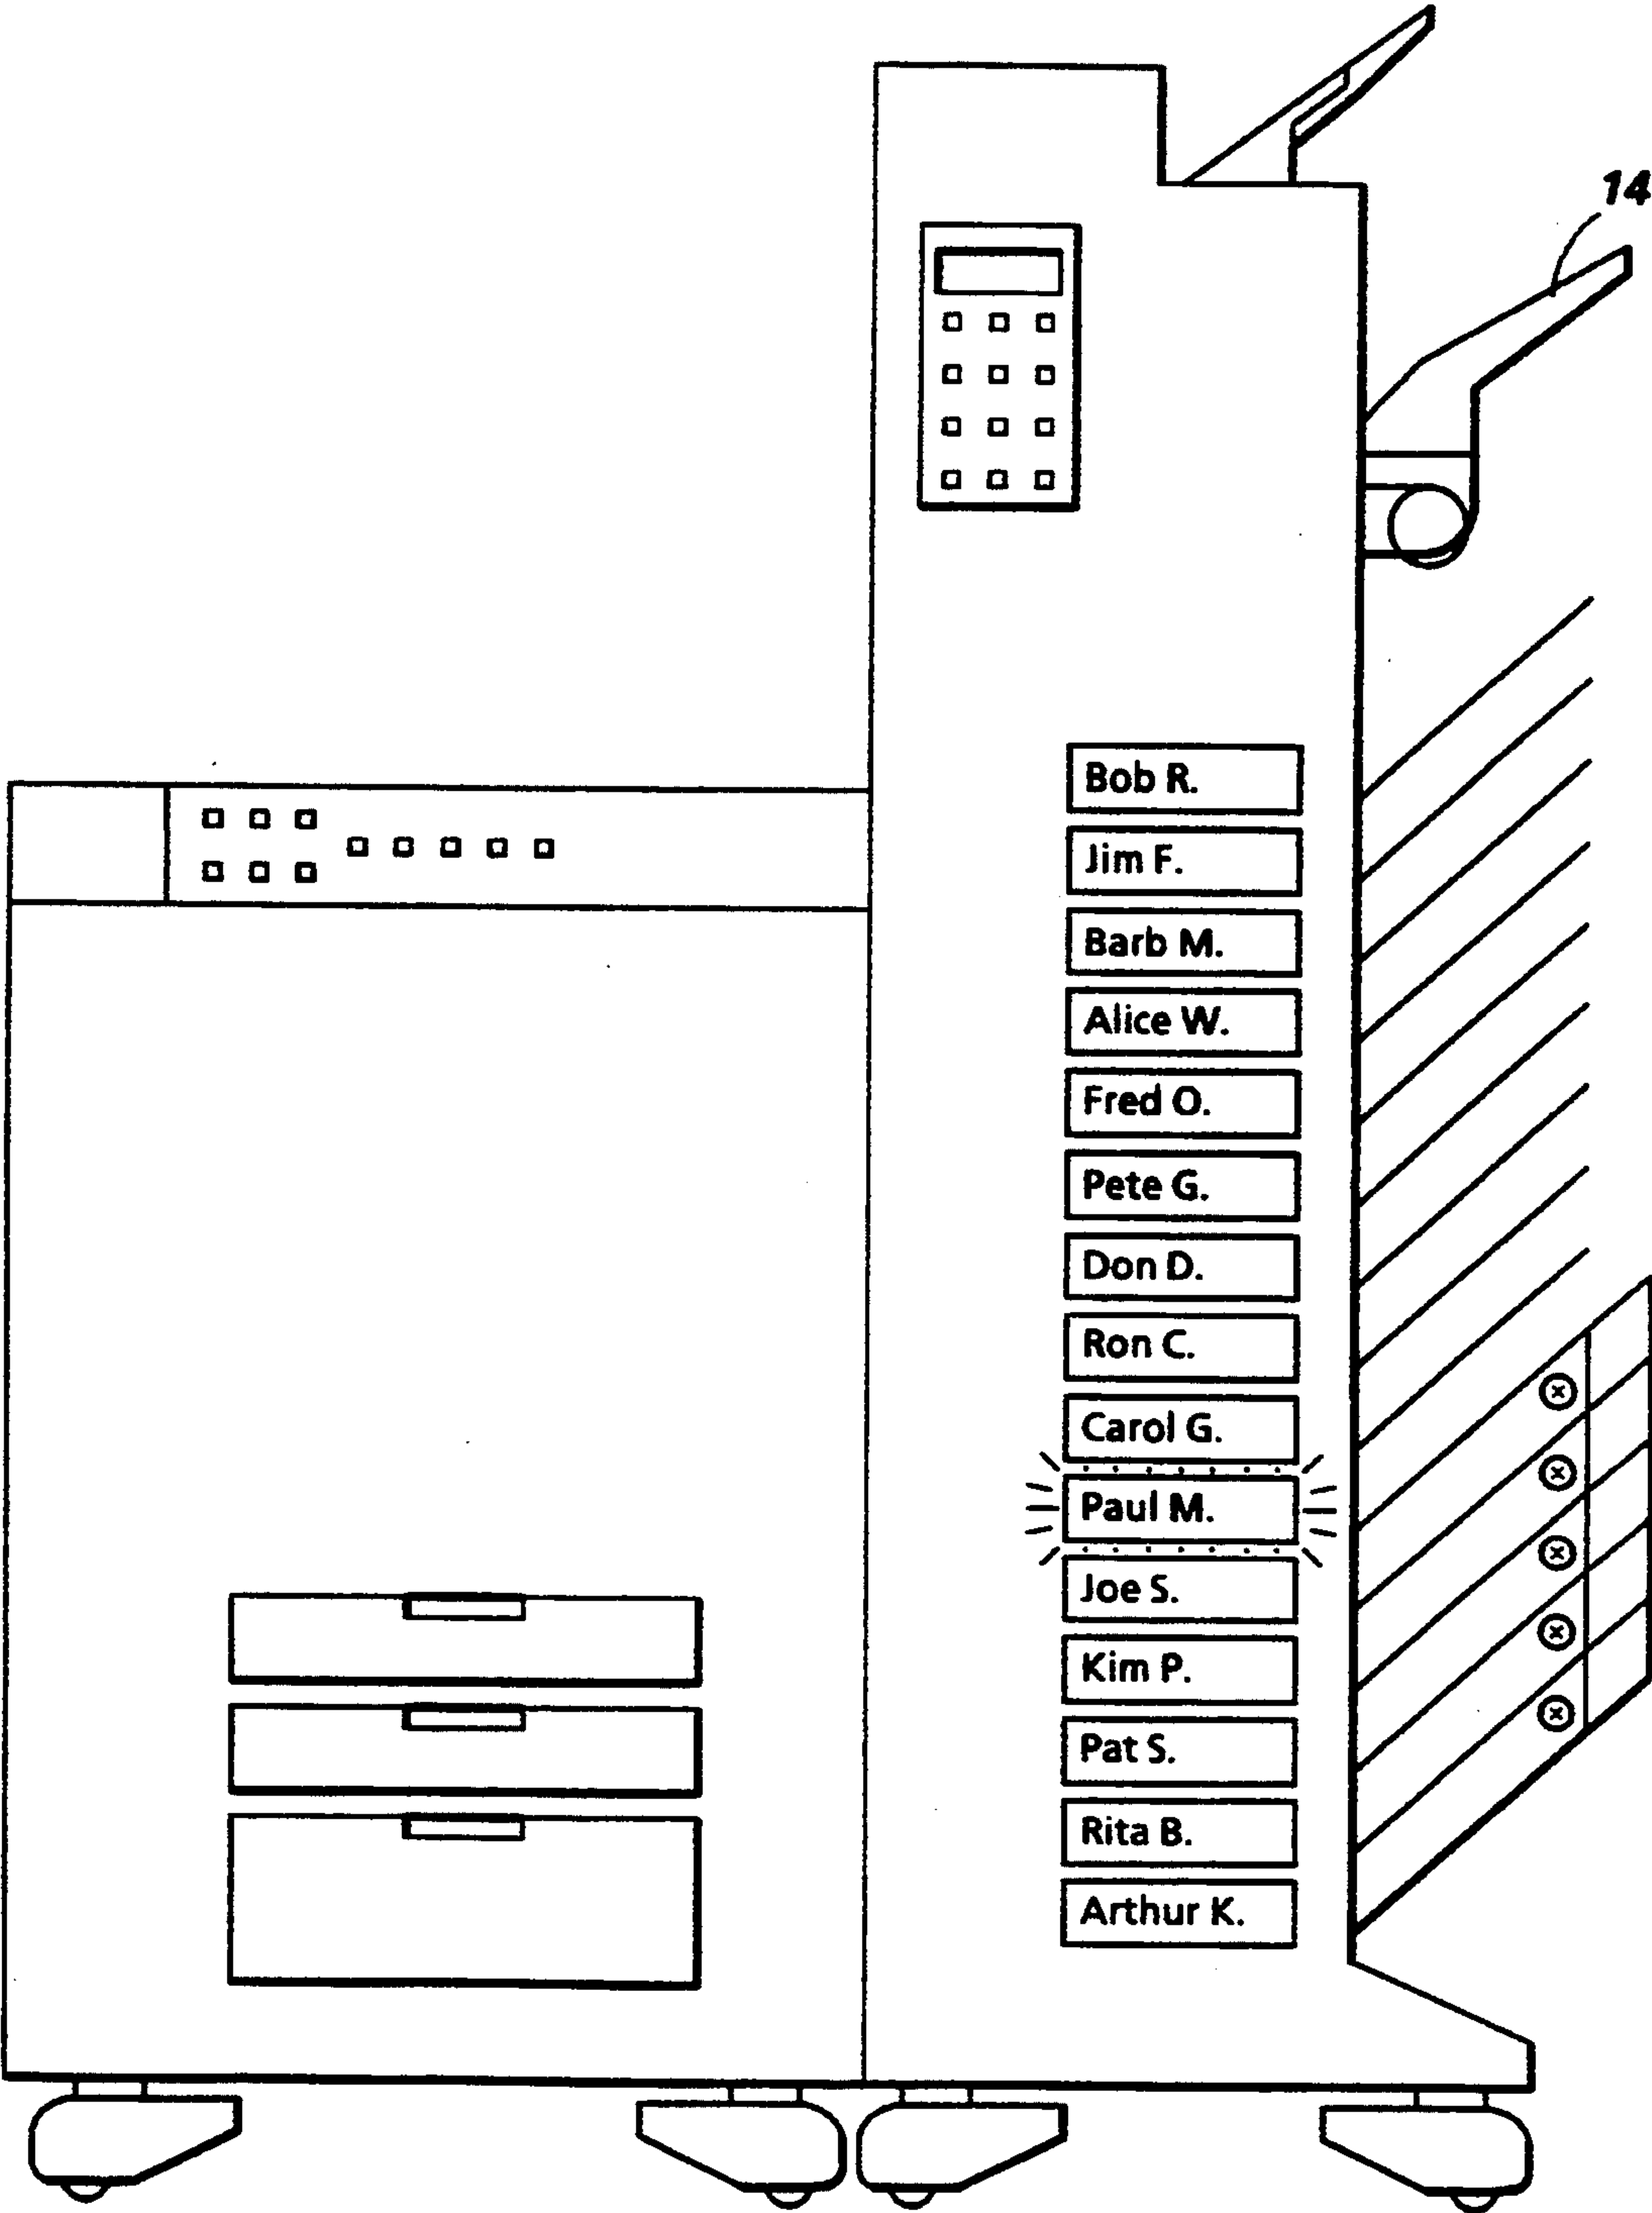 14
Bob R.
Jim F.
Barb M.
Alice W.
Fred O.
Pete G.
Don D.
Ron C.
Carol G.
Paul M.
Joe S.
Kim P.
Pat S.
Rita B.
Arthur K.